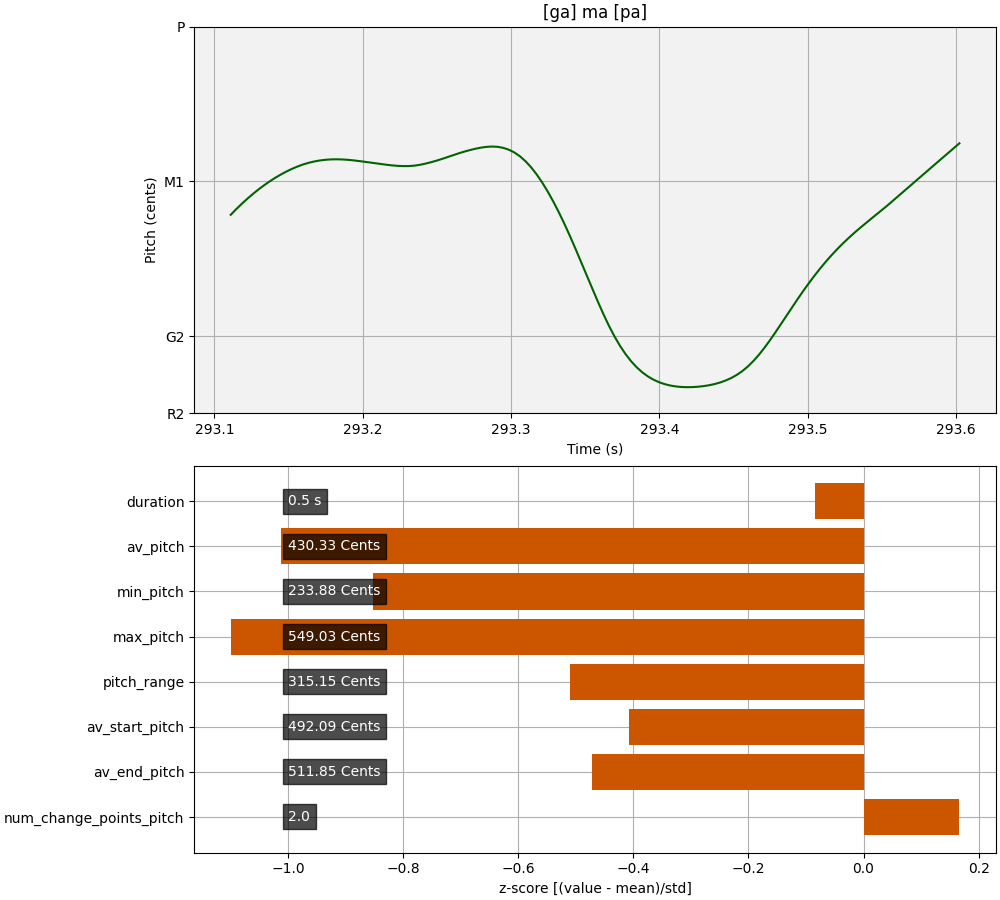 [ga] ma [pa]
P
M1
G2
R2
Pitch (cents)
293.1 293.2 293.3 293.4 293.5 293.6
Time (s)
duration 0.5 s
av_pitch 430.33 Cents
min_pitch 233.88 Cents
max_pitch 549.03 Cents
pitch_range 315.15 Cents
av_start_pitch 492.09 Cents
av_end_pitch 511.85 Cents
num_change_points_pitch 2.0
−1.0 −0.8 −0.6 −0.4 −0.2 0.0 0.2
z-score [(value - mean)/std]